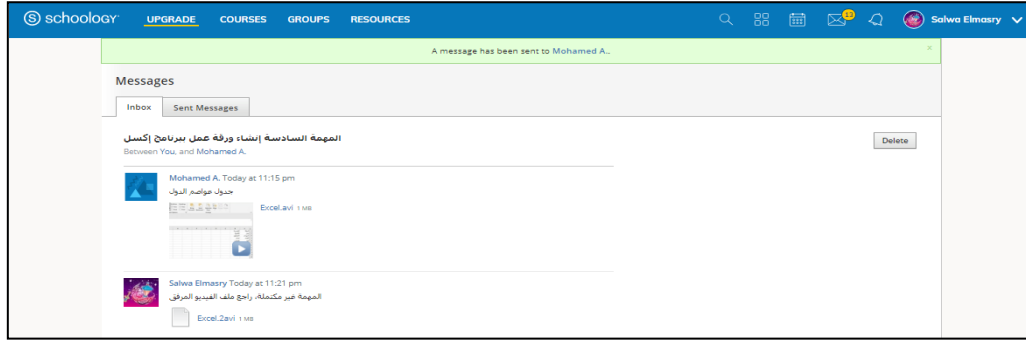 schoology UPGRADE COURSES GROUPS RESOURCES 13 Salwa Elmasry
A message has been sent to Mohamed A..
Messages
Inbox Sent Messages
المهمة السادسة إنشاء ورقة عمل ببرنامج إكسل
Delete
Between You, and Mohamed A.
Mohamed A. Today at 11:15 pm
جدول عواصم الدول
Excel.avi 1 MB
Salwa Elmasry Today at 11:21 pm
المهمة غير مكتملة، راجع ملف الفيديو المرفق
Excel.2avi 1 MB